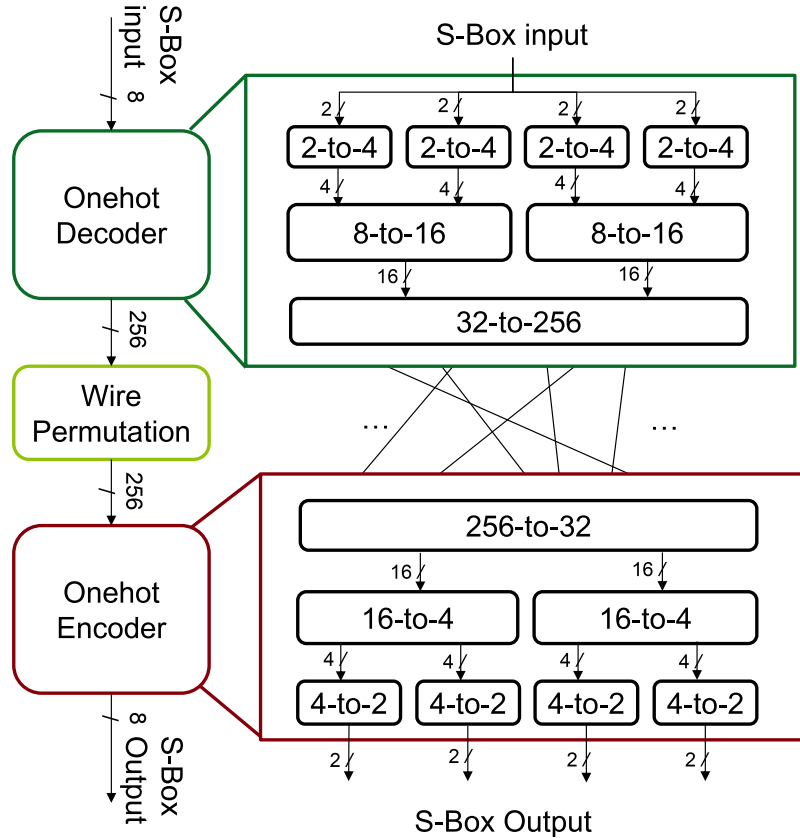 S-Box
input
8
Onehot
Decoder
256
Wire
Permutation
256
Onehot
Encoder
8
S-Box
Output
S-Box input
2 2 2 2
2-to-4 2-to-4 2-to-4 2-to-4
4 4 4 4
8-to-16 8-to-16
16 16
32-to-256
... ...
256-to-32
16 16
16-to-4 16-to-4
4 4 4 4
4-to-2 4-to-2 4-to-2 4-to-2
2 2 2 2
S-Box Output